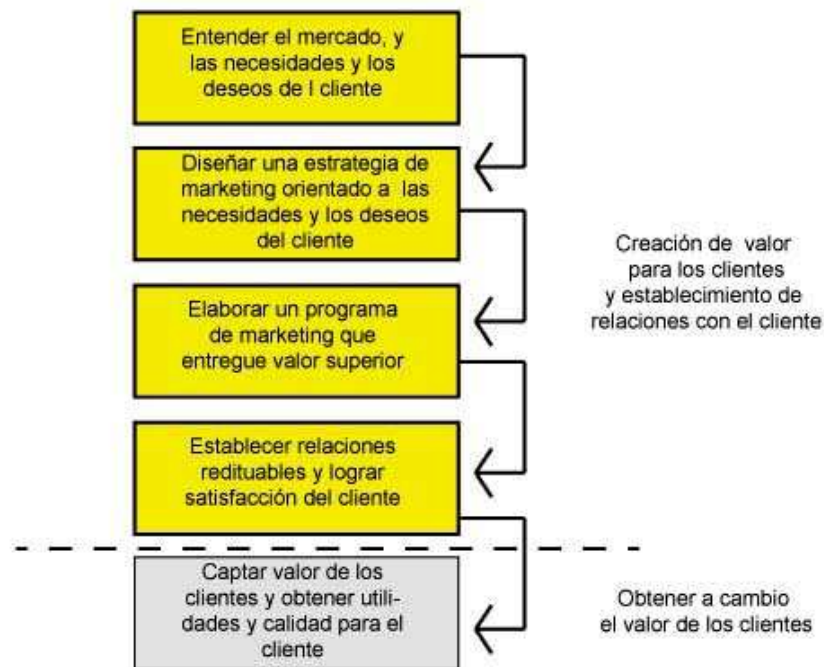 Entender el mercado, y
las necesidades y los
deseos de l cliente
Diseñar una estrategia de
marketing orientado a las
necesidades y los deseos
del cliente
Elaborar un programa
de marketing que
entregue valor superior
Establecer relaciones
redituables y lograr
satisfacción del cliente
Creación de valor
para los clientes
y establecimiento de
relaciones con el cliente
Captar valor de los
clientes y obtener utili-
dades y calidad para el
cliente
Obtener a cambio
el valor de los clientes